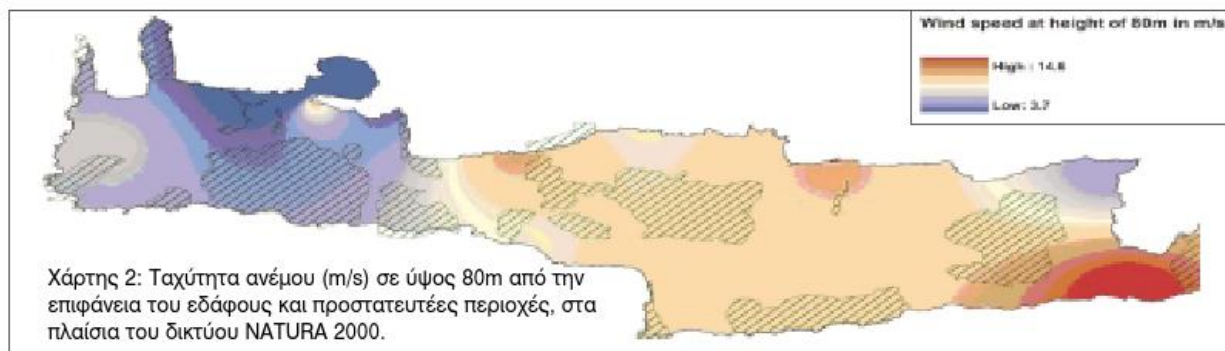 Wind speed at height of 80m in m/s
High : 14.8
Low: 3.7
Χάρτης 2: Ταχύτητα ανέμου (m/s) σε ύψος 80m από την
επιφάνεια του εδάφους και προστατευτέες περιοχές, στα
πλαίσια του δικτύου NATURA 2000.